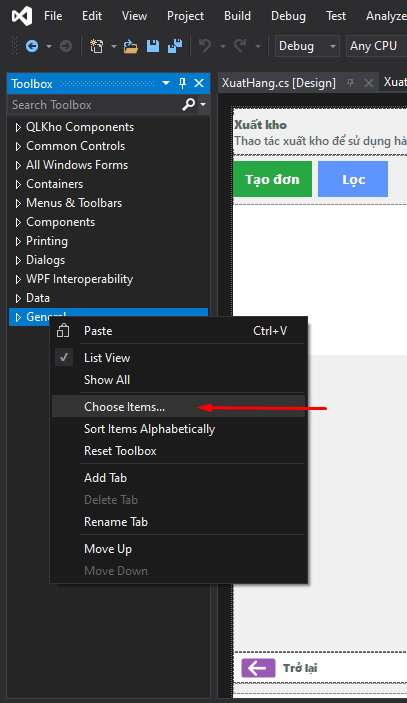 File Edit View Git Project Build
Debug Test Analyze
Debug Any CPU
Toolbox
Search Toolbox
QLKho Components
Common Controls
All Windows Forms
Containers
Menus & Toolbars
Components
Printing
Dialogs
WPF Interoperability
Data
General
Paste Ctrl+V
List View
Show All
Choose Items...
Sort Items Alphabetically
Reset Toolbox
Add Tab
Delete Tab
Rename Tab
Move Up
Move Down
XuatHang.cs [Design] Xuat
Xuất kho
Thao tác xuất kho để sử dụng hà
Tạo đơn Lọc
Trở lại